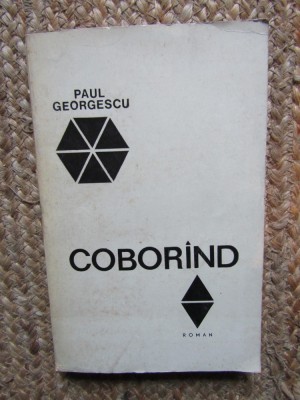 PAUL
GEORGESCU
COBORÎND
ROMAN